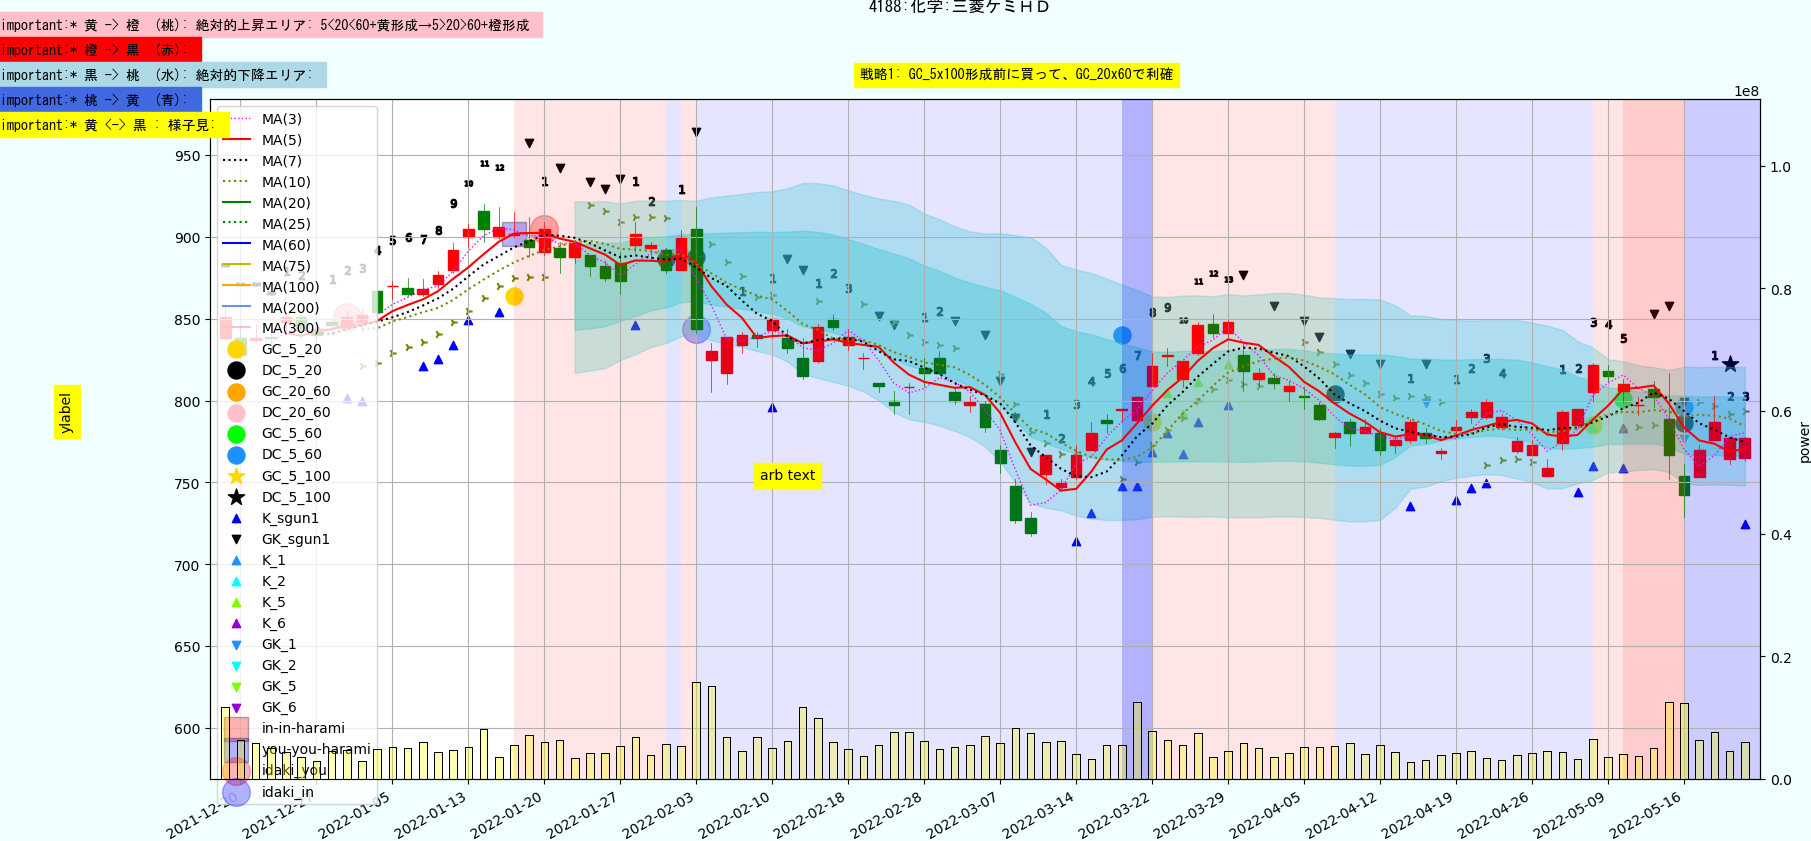 4188:化学:三菱ケミＨＤ
important:* 黄 -> 橙 (桃): 絶対的上昇エリア: 5<20<60+黄形成→5>20>60+橙形成
important:* 橙 -> 黒 (赤):
important:* 黒 -> 桃 (水): 絶対的下降エリア:
戦略1: GC_5x100形成前に買って、GC_20x60で利確
important:* 桃 -> 黄 (青):
important:* 黄 <-> 黒 : 様子見:
1e8
MA(3)
MA(5)
MA(7)
MA(10)
MA(20)
MA(25)
MA(60)
MA(75)
MA(100)
MA(200)
MA(300)
GC_5_20
DC_5_20
GC_20_60
DC_20_60
GC_5_60
DC_5_60
GC_5_100
DC_5_100
K_sgun1
GK_sgun1
K_1
K_2
K_5
K_6
GK_1
GK_2
GK_5
GK_6
in-in-harami
you-you-harami
idaki_you
idaki_in
950
900
850
800
750
700
650
600
ylabel
arb text
1.0
0.8
0.6
0.4
0.2
0.0
power
2022-01-05
2022-01-13
2022-01-20
2022-01-27
2022-02-03
2022-02-10
2022-02-18
2022-02-28
2022-03-07
2022-03-14
2022-03-22
2022-03-29
2022-04-05
2022-04-12
2022-04-19
2022-04-26
2022-05-09
2022-05-16